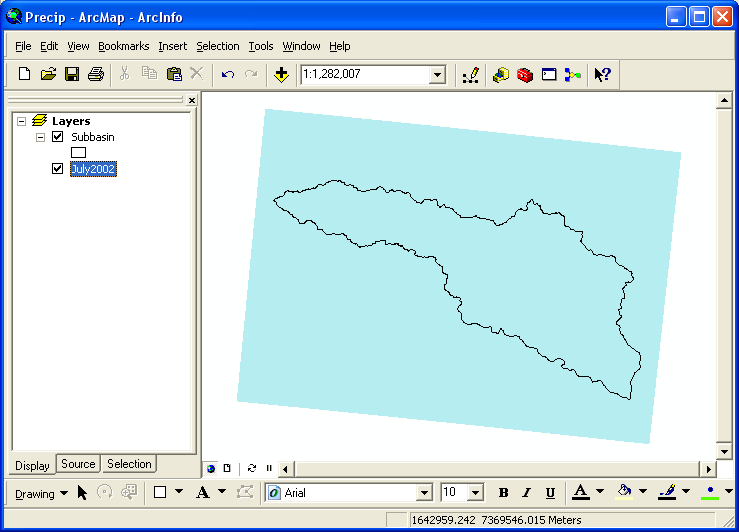 Precip - ArcMap - ArcInfo
File Edit View Bookmarks Insert Selection Tools Window Help
1:1,282,007
Layers
Subbasin
July2002
Display Source Selection
Drawing A Arial 10 B I U A
1642959.242 7369546.015 Meters